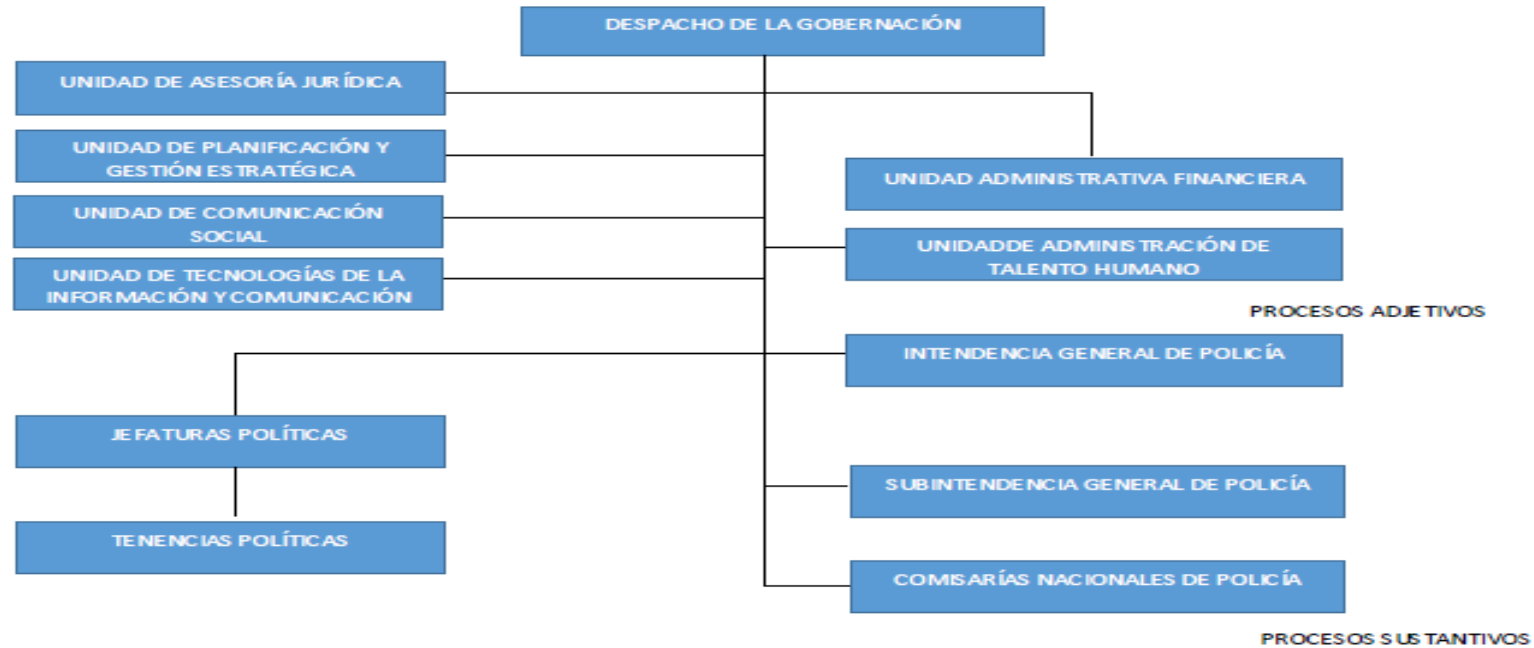 DESPACHO DE LA GOBERNACIÓN
UNIDAD DE ASESORÍA JURÍDICA
UNIDAD DE PLANIFICACIÓN Y
GESTIÓN ESTRATÉGICA
UNIDAD DE COMUNICACIÓN
SOCIAL
UNIDAD DE TECNOLOGÍAS DE LA
INFORMACIÓN Y COMUNICACIÓN
UNIDAD ADMINISTRATIVA FINANCIERA
UNIDADDE ADMINISTRACIÓN DE
TALENTO HUMANO
PROCESOS ADJETIVOS
INTENDENCIA GENERAL DE POLICÍA
JEFATURAS POLÍTICAS
SUBINTENDENCIA GENERAL DE POLICÍA
TENENCIAS POLÍTICAS
COMISARÍAS NACIONALES DE POLICÍA
PROCESOS SUSTANTIVOS